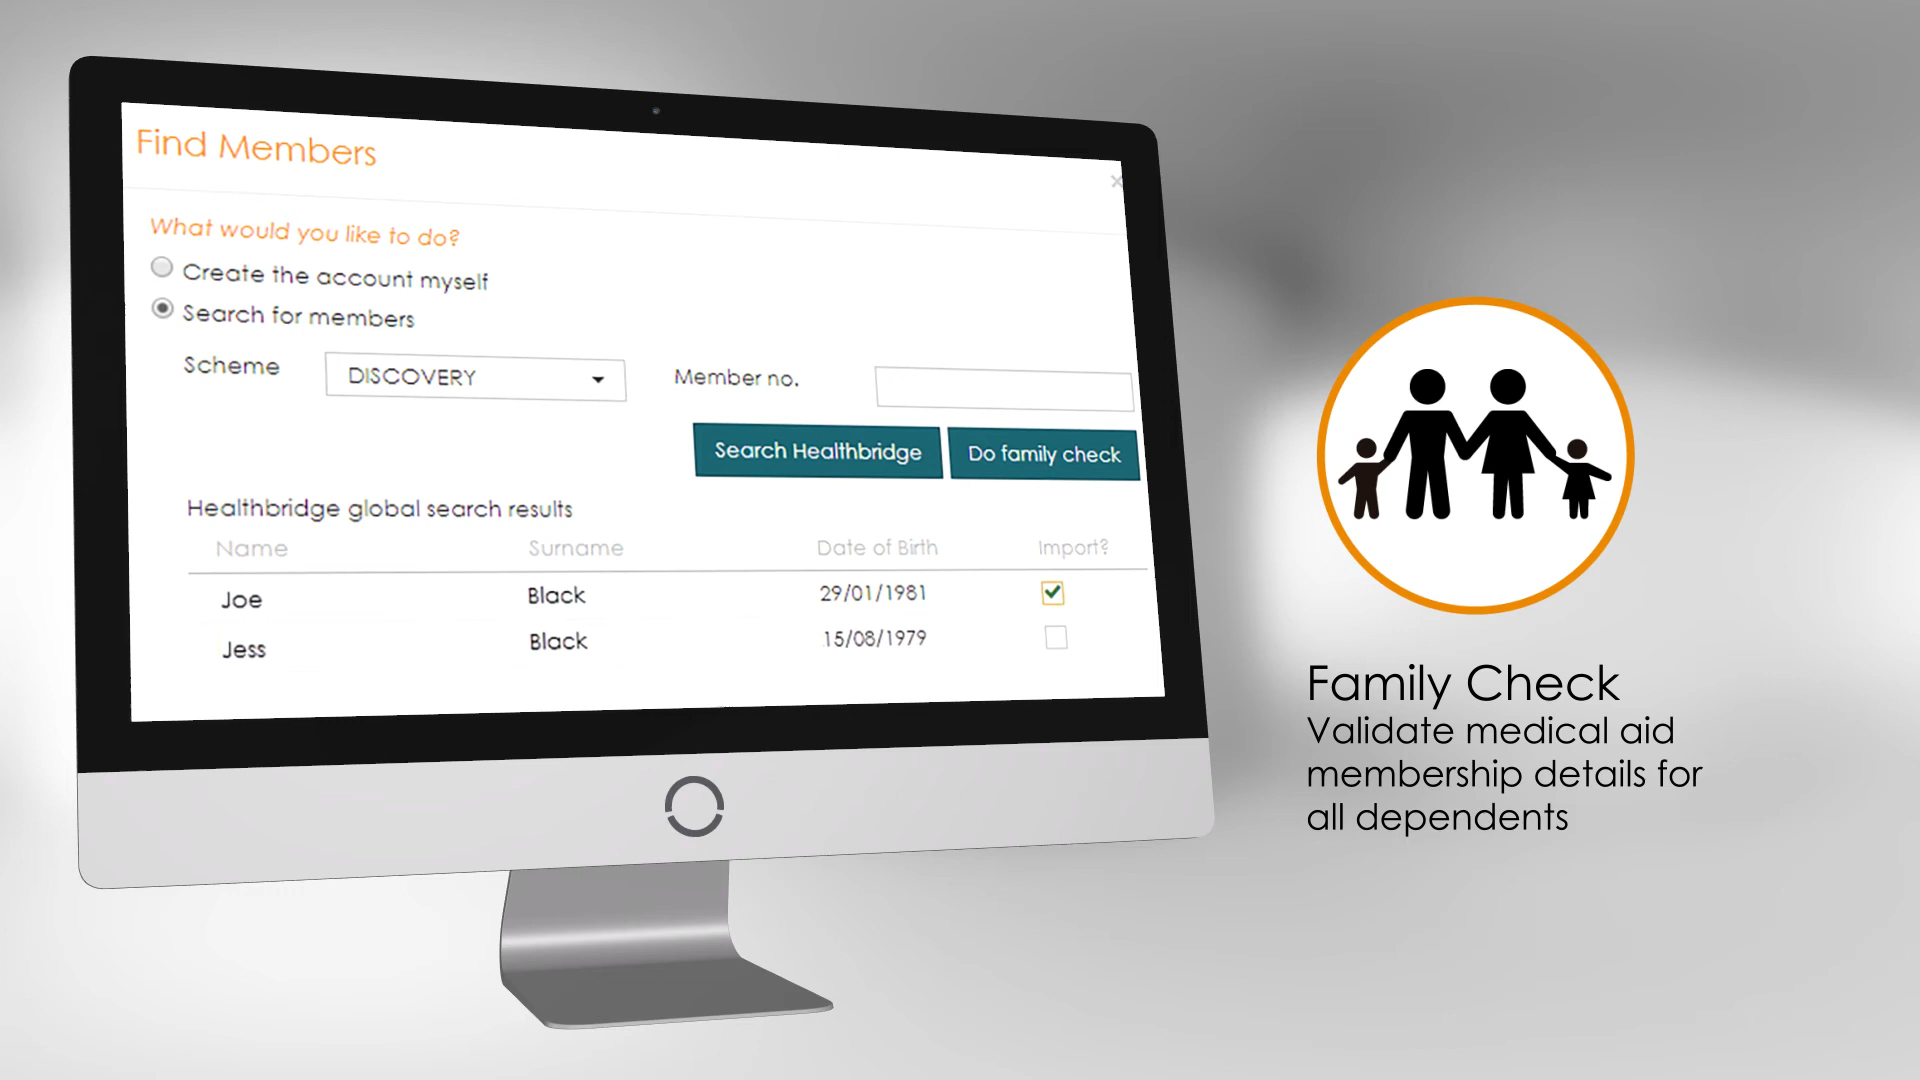 Find Members
×
What would you like to do?
Create the account myself
Search for members
Scheme DISCOVERY Member no.
Search Healthbridge Do family check
Healthbridge global search results
Name Surname Date of Birth Import?
Joe Black 29/01/1981
Jess Black 15/08/1979
Family Check
Validate medical aid
membership details for
all dependents